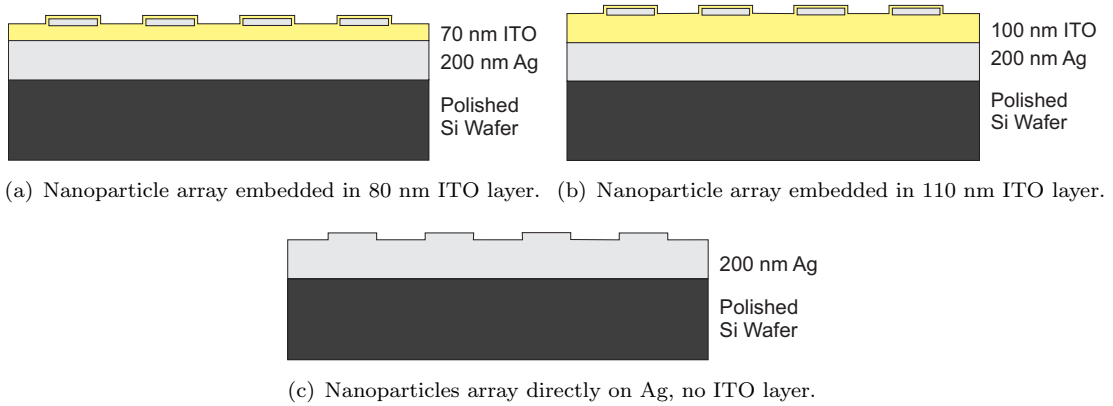 70 nm ITO
200 nm Ag
Polished
Si Wafer
100 nm ITO
200 nm Ag
Polished
Si Wafer
(a) Nanoparticle array embedded in 80 nm ITO layer.
(b) Nanoparticle array embedded in 110 nm ITO layer.
200 nm Ag
Polished
Si Wafer
(c) Nanoparticles array directly on Ag, no ITO layer.